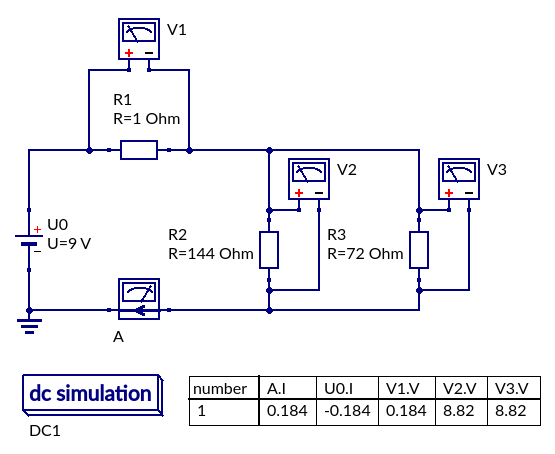 V1
+ −
R1
R=1 Ohm
V2
+ −
V3
+ −
U0
U=9 V
+
−
R2
R=144 Ohm
R3
R=72 Ohm
A
dc simulation
DC1
number A.I U0.I V1.V V2.V V3.V
1 0.184 -0.184 0.184 8.82 8.82